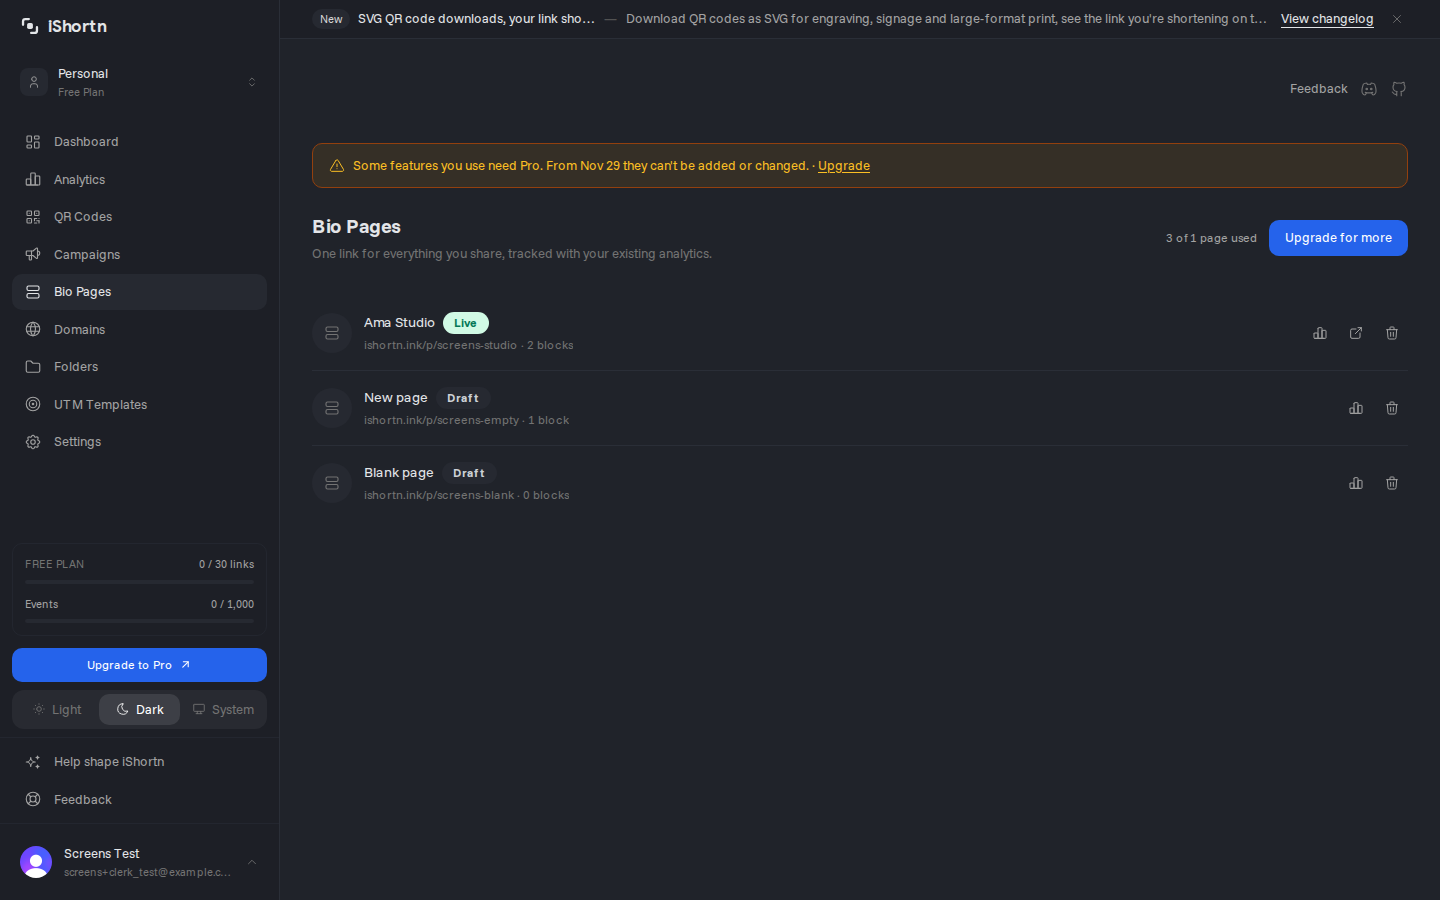 iShortn
Personal
Free Plan
Dashboard
Analytics
QR Codes
Campaigns
Bio Pages
Domains
Folders
UTM Templates
Settings
FREE PLAN 0 / 30 links
Events 0 / 1,000
Upgrade to Pro
Light Dark System
Help shape iShortn
Feedback
Screens Test
screens+clerk_test@example.c...
New SVG QR code downloads, your link sho... — Download QR codes as SVG for engraving, signage and large-format print, see the link you're shortening on t... View changelog
Feedback
Some features you use need Pro. From Nov 29 they can't be added or changed. · Upgrade
Bio Pages
One link for everything you share, tracked with your existing analytics.
3 of 1 page used Upgrade for more
Ama Studio Live
ishortn.ink/p/screens-studio · 2 blocks
New page Draft
ishortn.ink/p/screens-empty · 1 block
Blank page Draft
ishortn.ink/p/screens-blank · 0 blocks